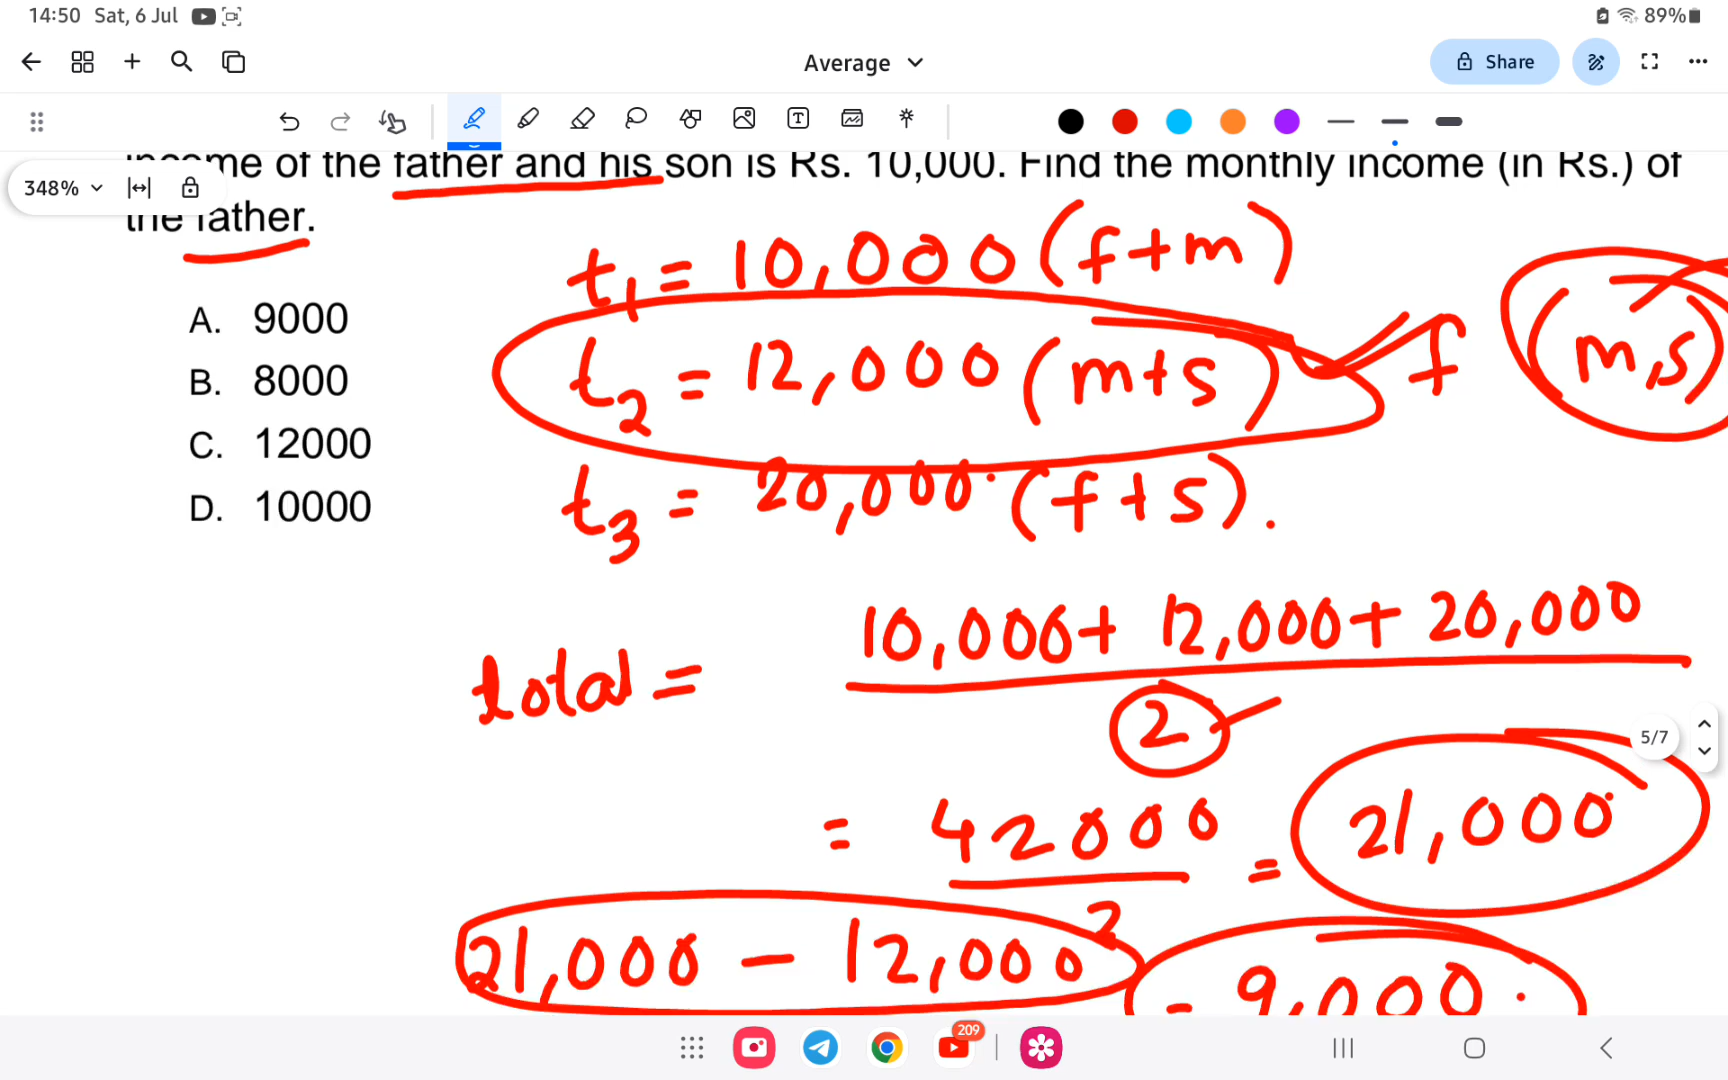 14:50 Sat, 6 Jul 89%
Average
Share
348%
income of the father and his son is Rs. 10,000. Find the monthly income (in Rs.) of
the father.
A. 9000
B. 8000
C. 12000
D. 10000
t1 = 10,000 (f+m)
t2 = 12,000 (m+s) f (m,s)
t3 = 20,000 (f+s).
total = 10,000 + 12,000 + 20,000
2
= 42000 = 21,000
2
21,000 - 12,000 = 9,000.
5/7
209